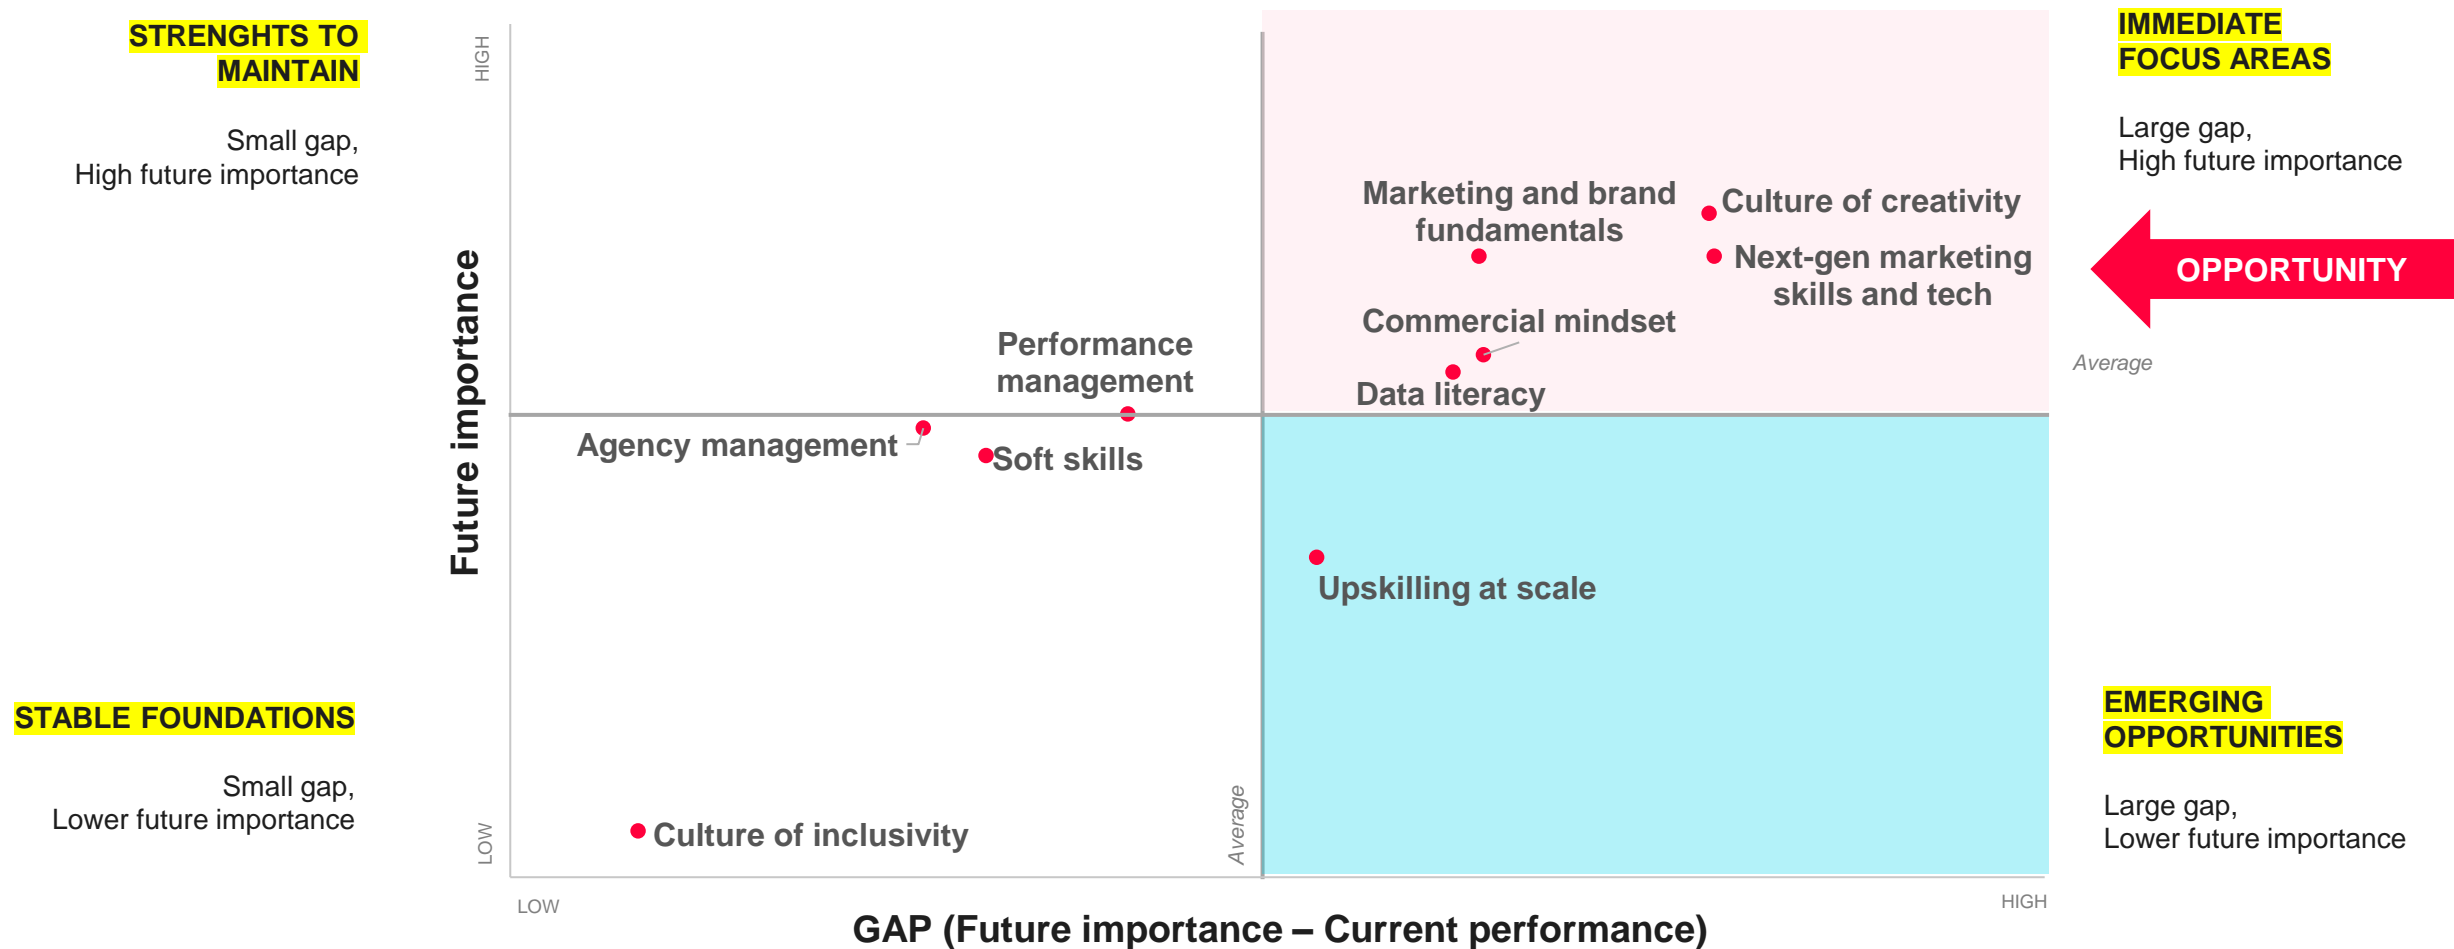 STRENGHTS TO
MAINTAIN
Small gap,
High future importance
STABLE FOUNDATIONS
Small gap,
Lower future importance
HIGH
Future importance
LOW
Marketing and brand
fundamentals
Culture of creativity
Next-gen marketing
skills and tech
Commercial mindset
Data literacy
Performance
management
Agency management
Soft skills
Upskilling at scale
Culture of inclusivity
Average
LOW
HIGH
GAP (Future importance – Current performance)
IMMEDIATE
FOCUS AREAS
Large gap,
High future importance
OPPORTUNITY
Average
EMERGING
OPPORTUNITIES
Large gap,
Lower future importance